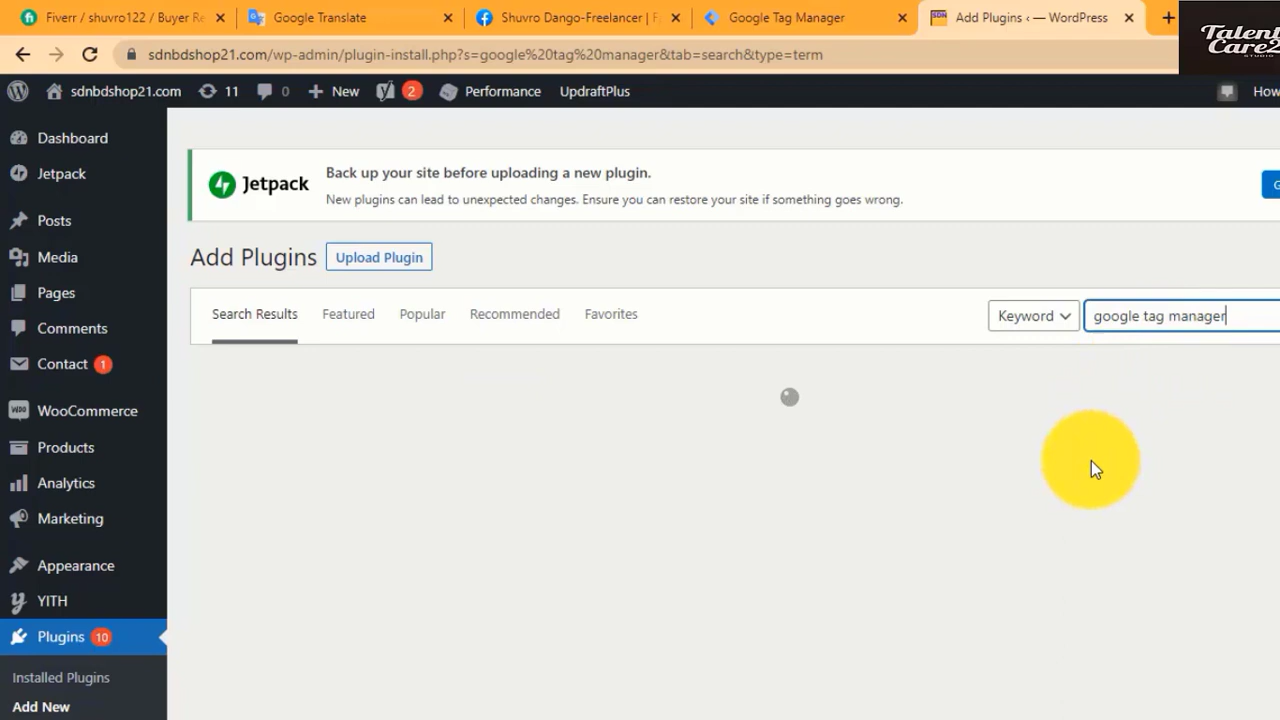 Fiverr / shuvro122 / Buyer Re
Google Translate
Shuvro Dango-Freelancer | F
Google Tag Manager
Add Plugins ‹ — WordPress
Talent
Care2
STUDIO
sdnbdshop21.com/wp-admin/plugin-install.php?s=google%20tag%20manager&tab=search&type=term
sdnbdshop21.com
11
0
New
2
Performance
UpdraftPlus
How
Dashboard
Jetpack
Posts
Media
Pages
Comments
Contact 1
WooCommerce
Products
Analytics
Marketing
Appearance
YITH
Plugins 10
Installed Plugins
Add New
Jetpack
Back up your site before uploading a new plugin.
New plugins can lead to unexpected changes. Ensure you can restore your site if something goes wrong.
G
Add Plugins
Upload Plugin
Search Results
Featured
Popular
Recommended
Favorites
Keyword
google tag manager